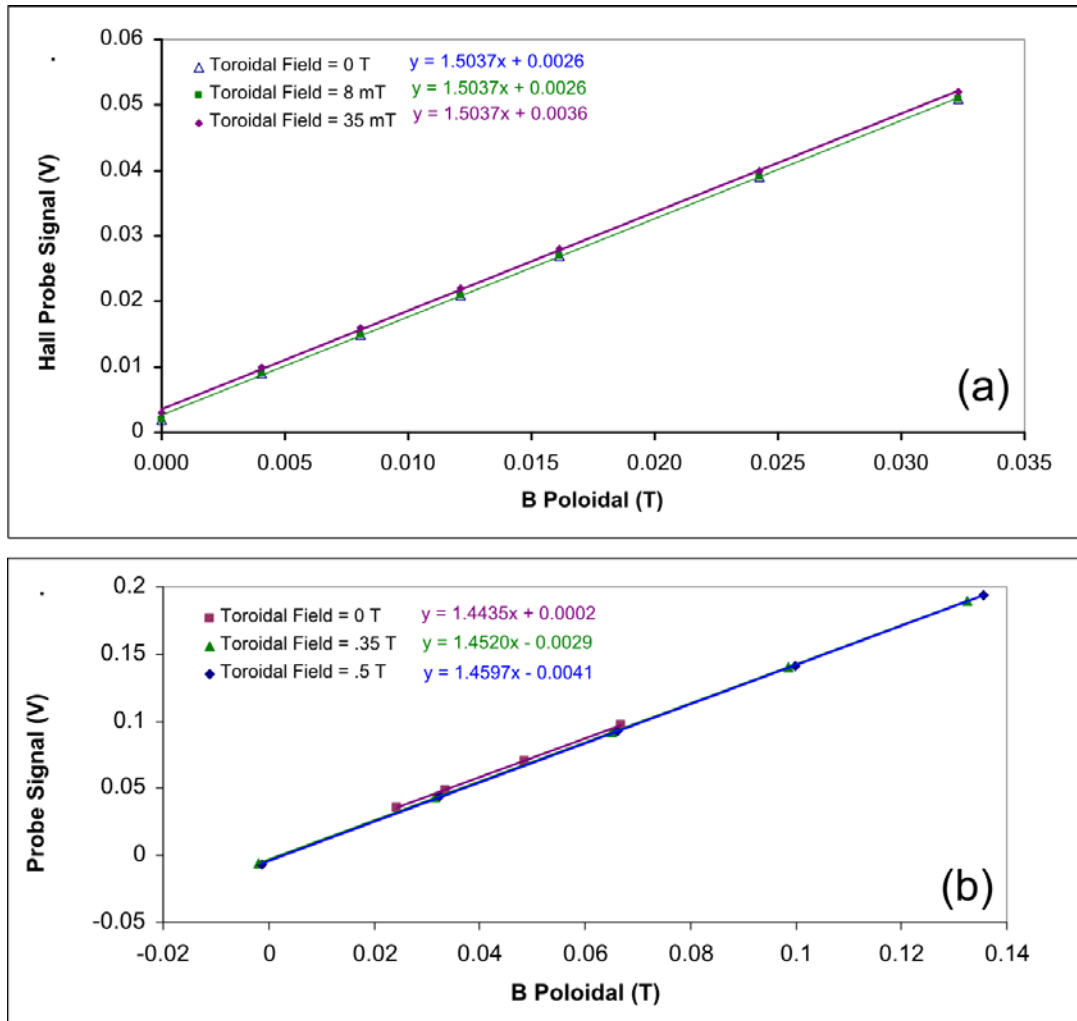 0.06
△ Toroidal Field = 0 T y = 1.5037x + 0.0026
■ Toroidal Field = 8 mT y = 1.5037x + 0.0026
◆ Toroidal Field = 35 mT y = 1.5037x + 0.0036
0.05
0.04
0.03
0.02
0.01
0
Hall Probe Signal (V)
(a)
0.000 0.005 0.010 0.015 0.020 0.025 0.030 0.035
B Poloidal (T)
0.2
■ Toroidal Field = 0 T y = 1.4435x + 0.0002
▲ Toroidal Field = .35 T y = 1.4520x - 0.0029
◆ Toroidal Field = .5 T y = 1.4597x - 0.0041
0.15
0.1
0.05
0
-0.05
Probe Signal (V)
(b)
-0.02 0 0.02 0.04 0.06 0.08 0.1 0.12 0.14
B Poloidal (T)